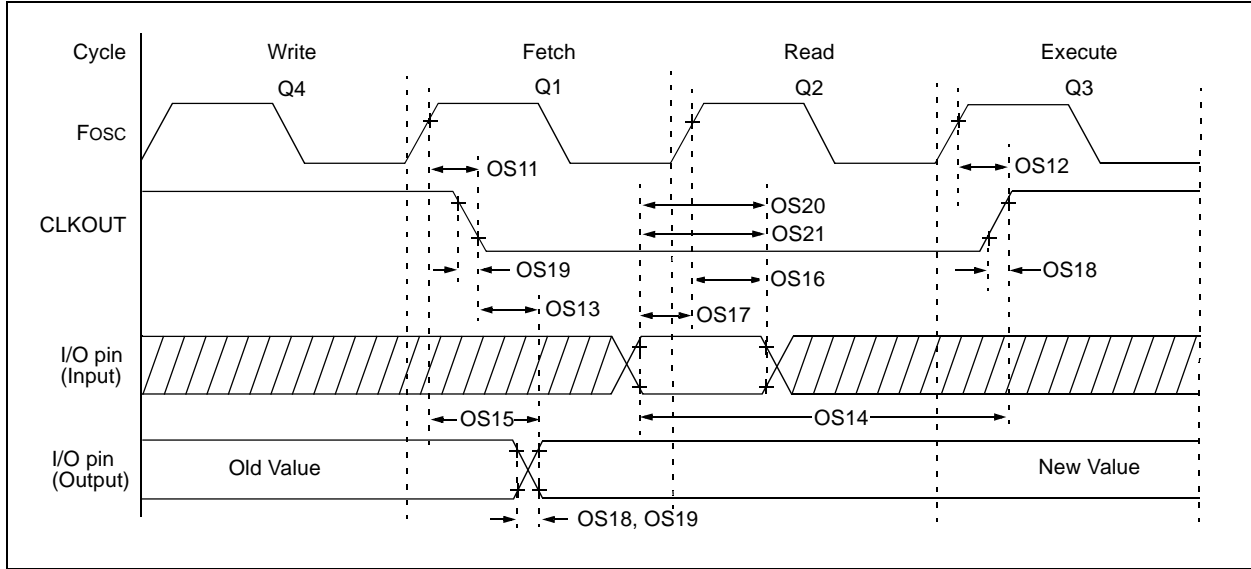 Cycle Write Fetch Read Execute
Q4 Q1 Q2 Q3
FOSC
OS11 OS12
OS20
CLKOUT
OS21
OS19 OS16 OS18
OS13 OS17
I/O pin
(Input)
OS15 OS14
I/O pin
(Output)
Old Value New Value
OS18, OS19